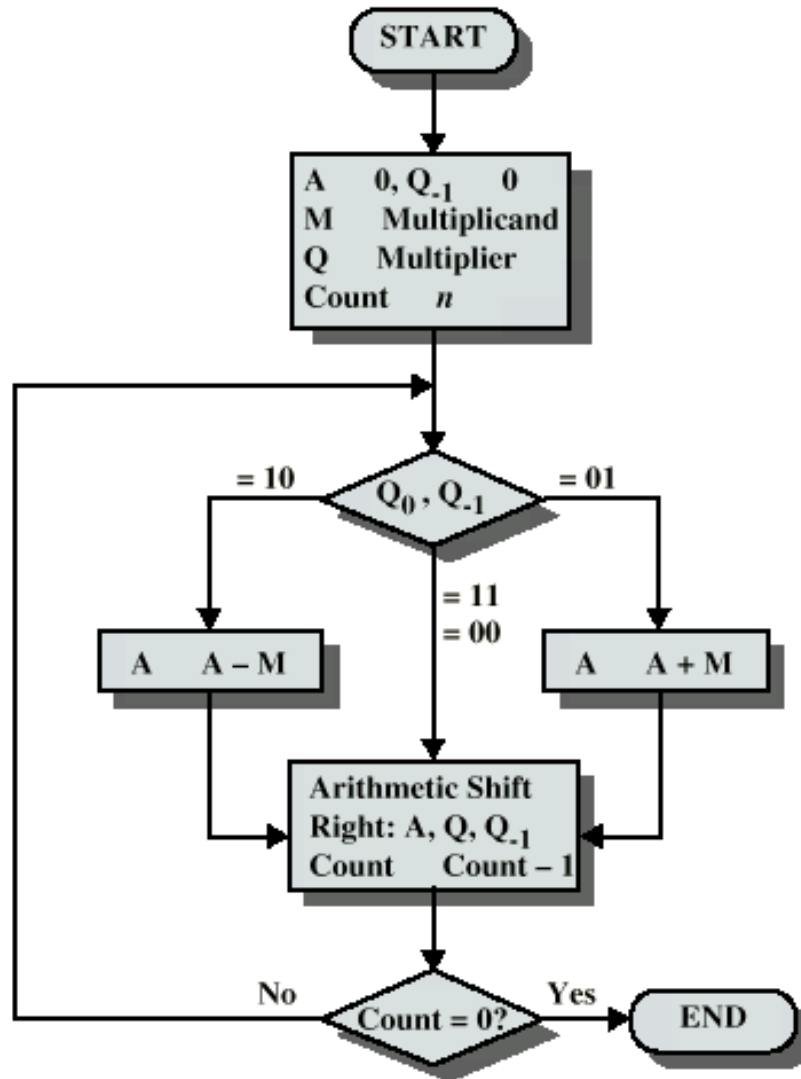 START
A 0, Q-1 0
M Multiplicand
Q Multiplier
Count n
= 10
Q0 , Q-1
= 01
= 11
= 00
A A – M
A A + M
Arithmetic Shift
Right: A, Q, Q-1
Count Count – 1
No
Count = 0?
Yes
END